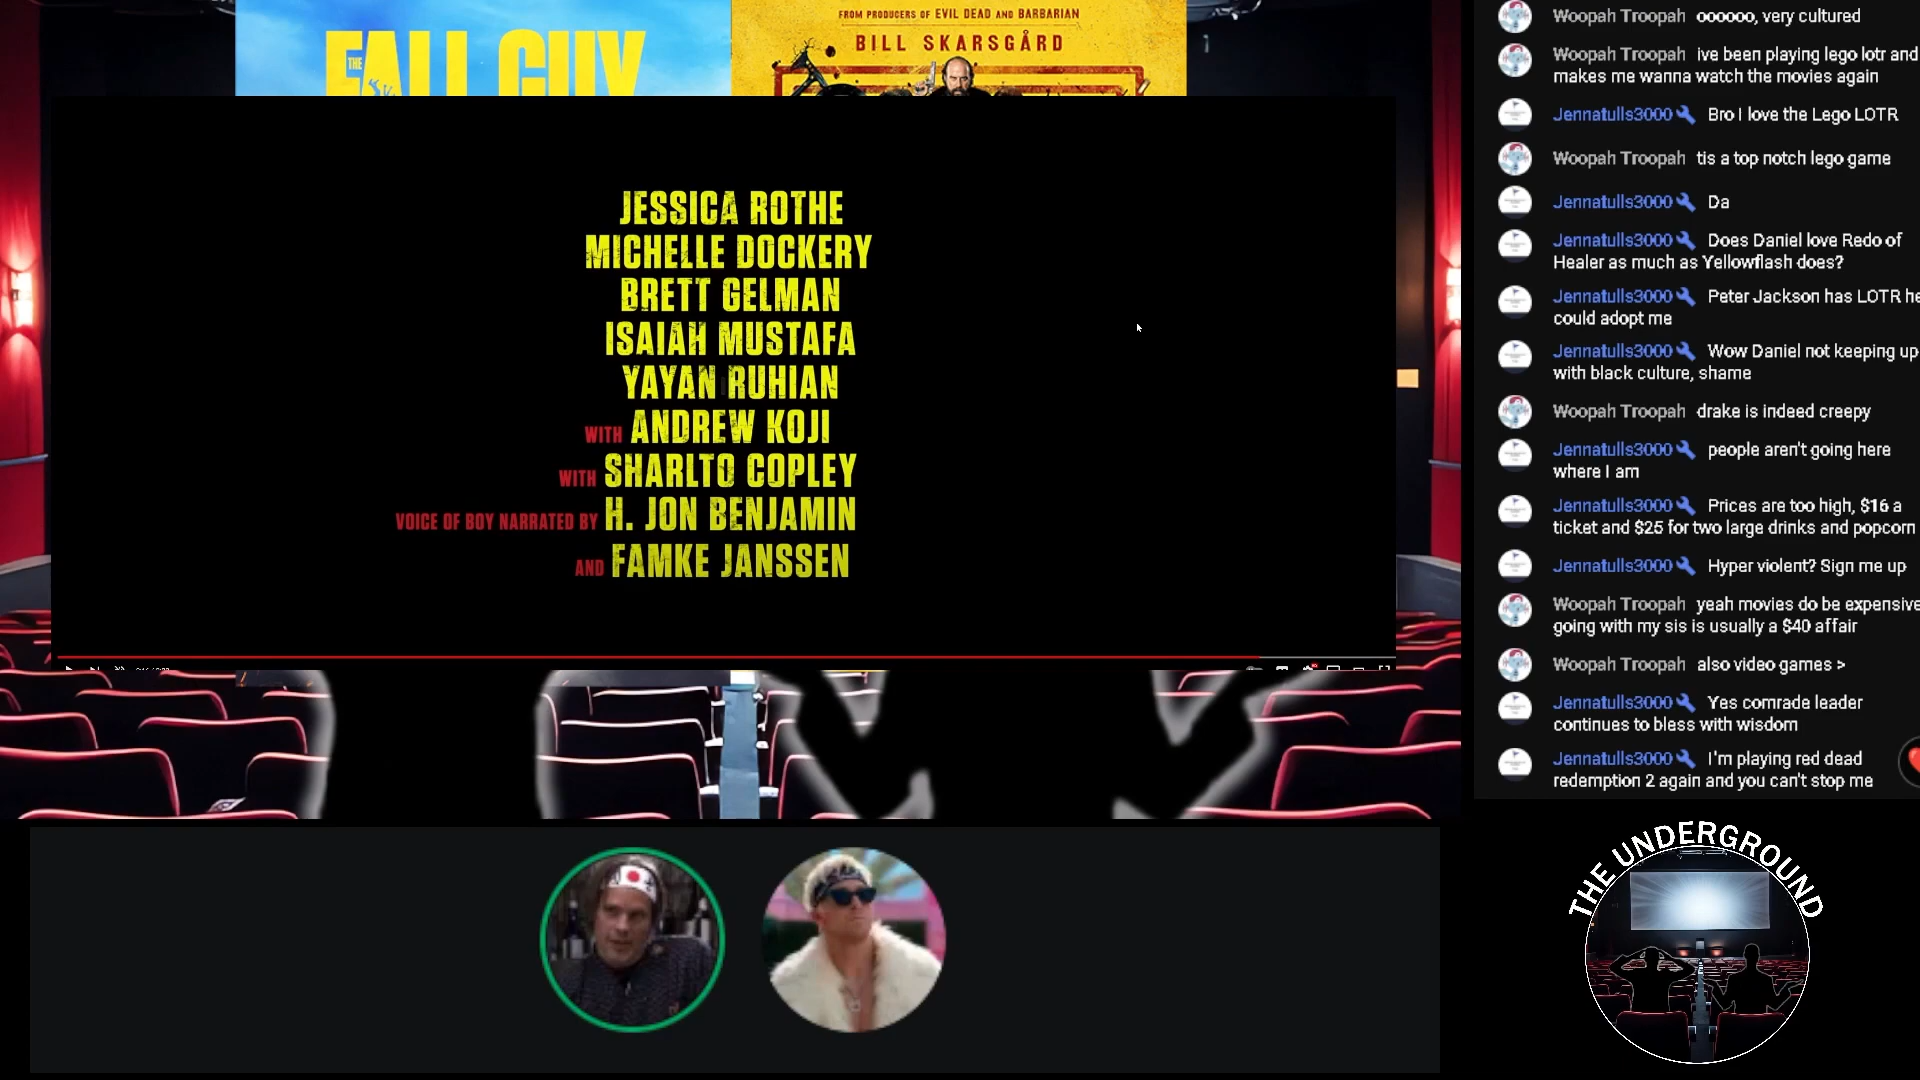 THE
FALL GUY
FROM PRODUCERS OF EVIL DEAD AND BARBARIAN
BILL SKARSGÅRD
JESSICA ROTHE
MICHELLE DOCKERY
BRETT GELMAN
ISAIAH MUSTAFA
YAYAN RUHIAN
WITH ANDREW KOJI
WITH SHARLTO COPLEY
VOICE OF BOY NARRATED BY H. JON BENJAMIN
AND FAMKE JANSSEN
Woopah Troopah oooooo, very cultured
Woopah Troopah ive been playing lego lotr and
makes me wanna watch the movies again
Jennatulls3000 Bro I love the Lego LOTR
Woopah Troopah tis a top notch lego game
Jennatulls3000 Da
Jennatulls3000 Does Daniel love Redo of
Healer as much as Yellowflash does?
Jennatulls3000 Peter Jackson has LOTR he
could adopt me
Jennatulls3000 Wow Daniel not keeping up
with black culture, shame
Woopah Troopah drake is indeed creepy
Jennatulls3000 people aren't going here
where I am
Jennatulls3000 Prices are too high, $16 a
ticket and $25 for two large drinks and popcorn
Jennatulls3000 Hyper violent? Sign me up
Woopah Troopah yeah movies do be expensive
going with my sis is usually a $40 affair
Woopah Troopah also video games >
Jennatulls3000 Yes comrade leader
continues to bless with wisdom
Jennatulls3000 I'm playing red dead
redemption 2 again and you can't stop me
THE UNDERGROUND